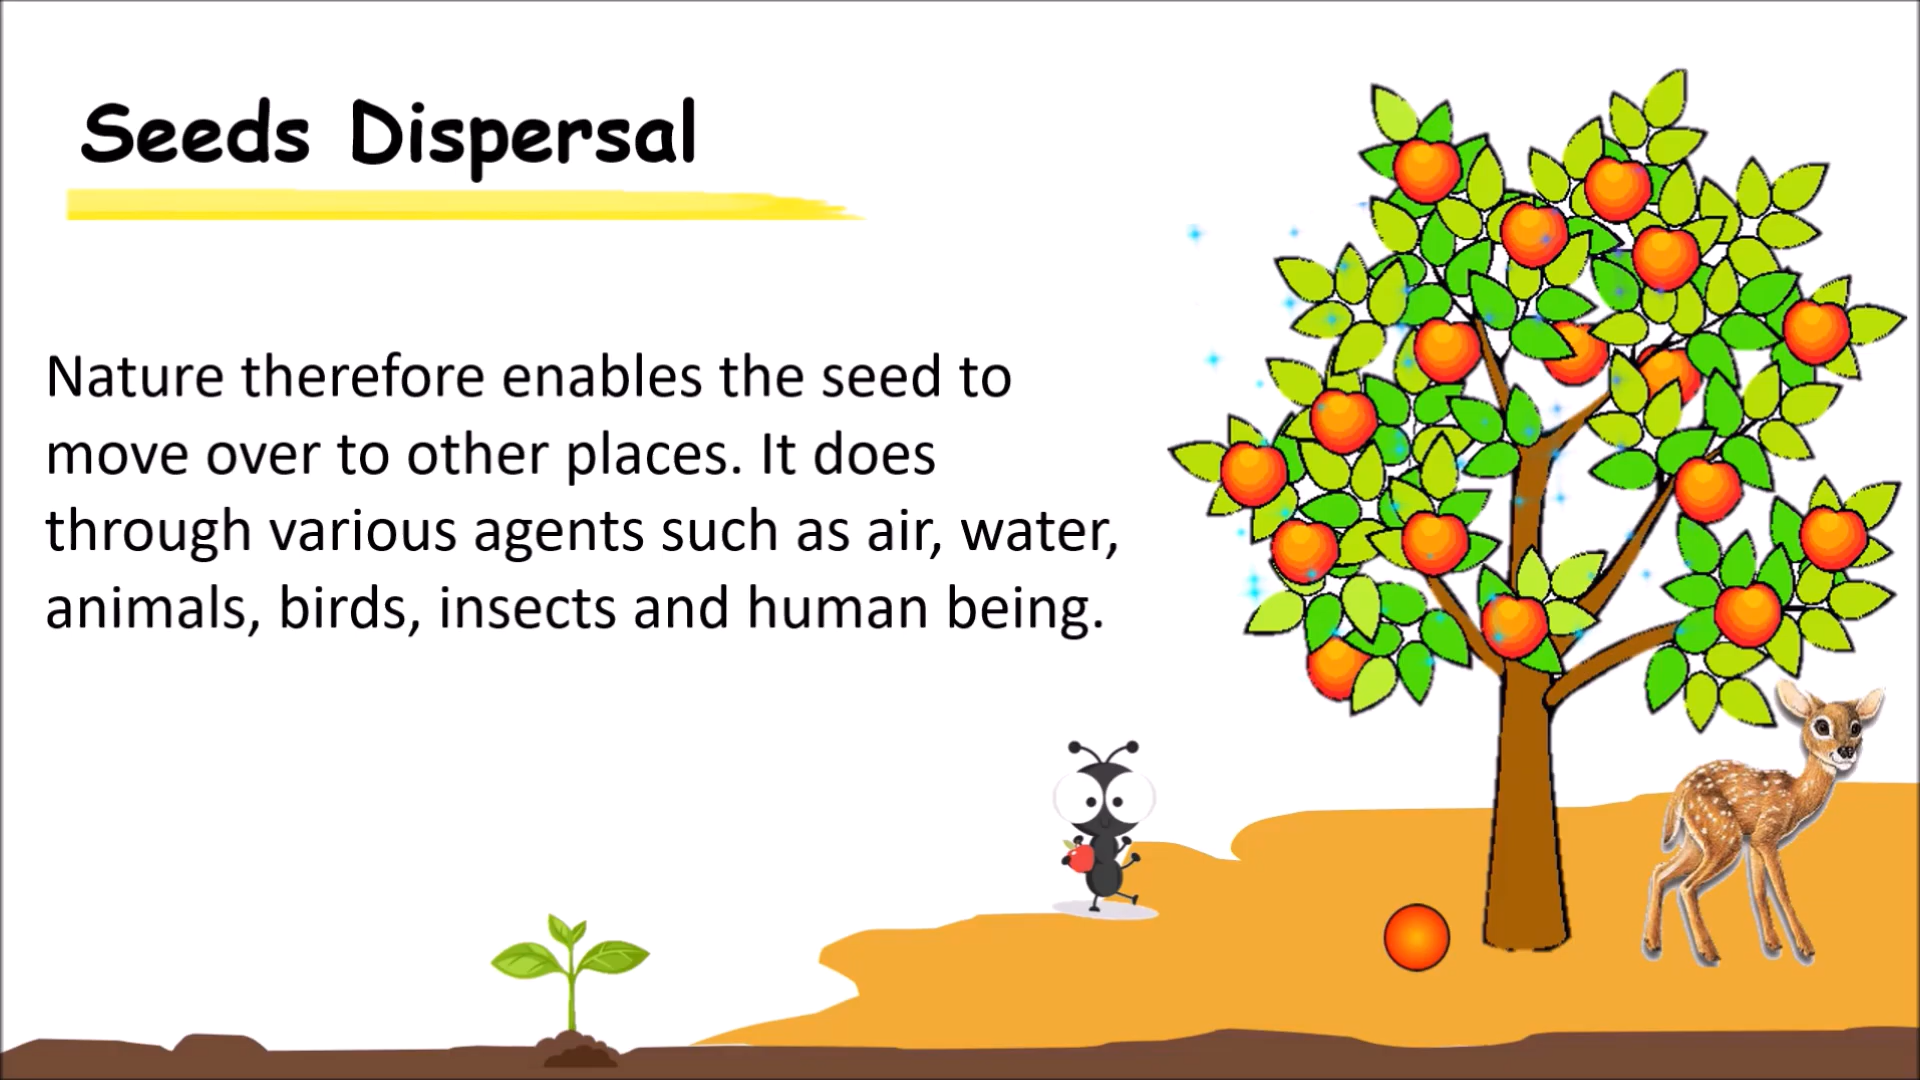 Seeds Dispersal
Nature therefore enables the seed to
move over to other places. It does
through various agents such as air, water,
animals, birds, insects and human being.